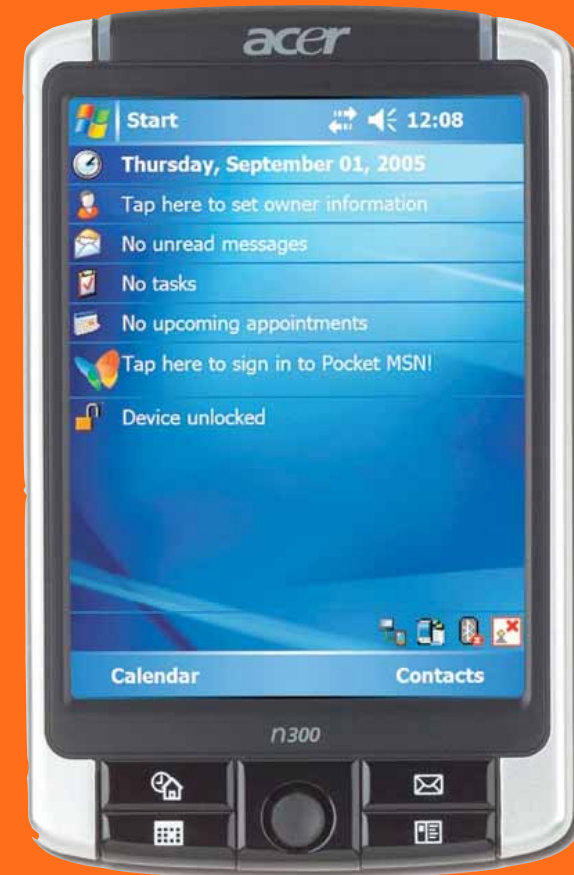 acer
Start 12:08
Thursday, September 01, 2005
Tap here to set owner information
No unread messages
No tasks
No upcoming appointments
Tap here to sign in to Pocket MSN!
Device unlocked
Calendar Contacts
n300